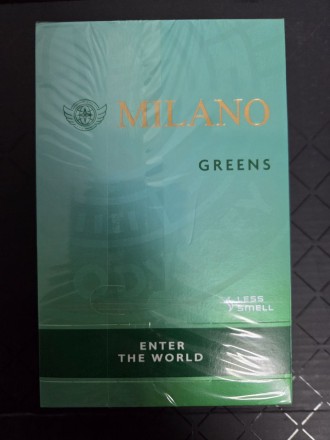 MILANO
GREENS
LESS
SMELL
ENTER
THE WORLD